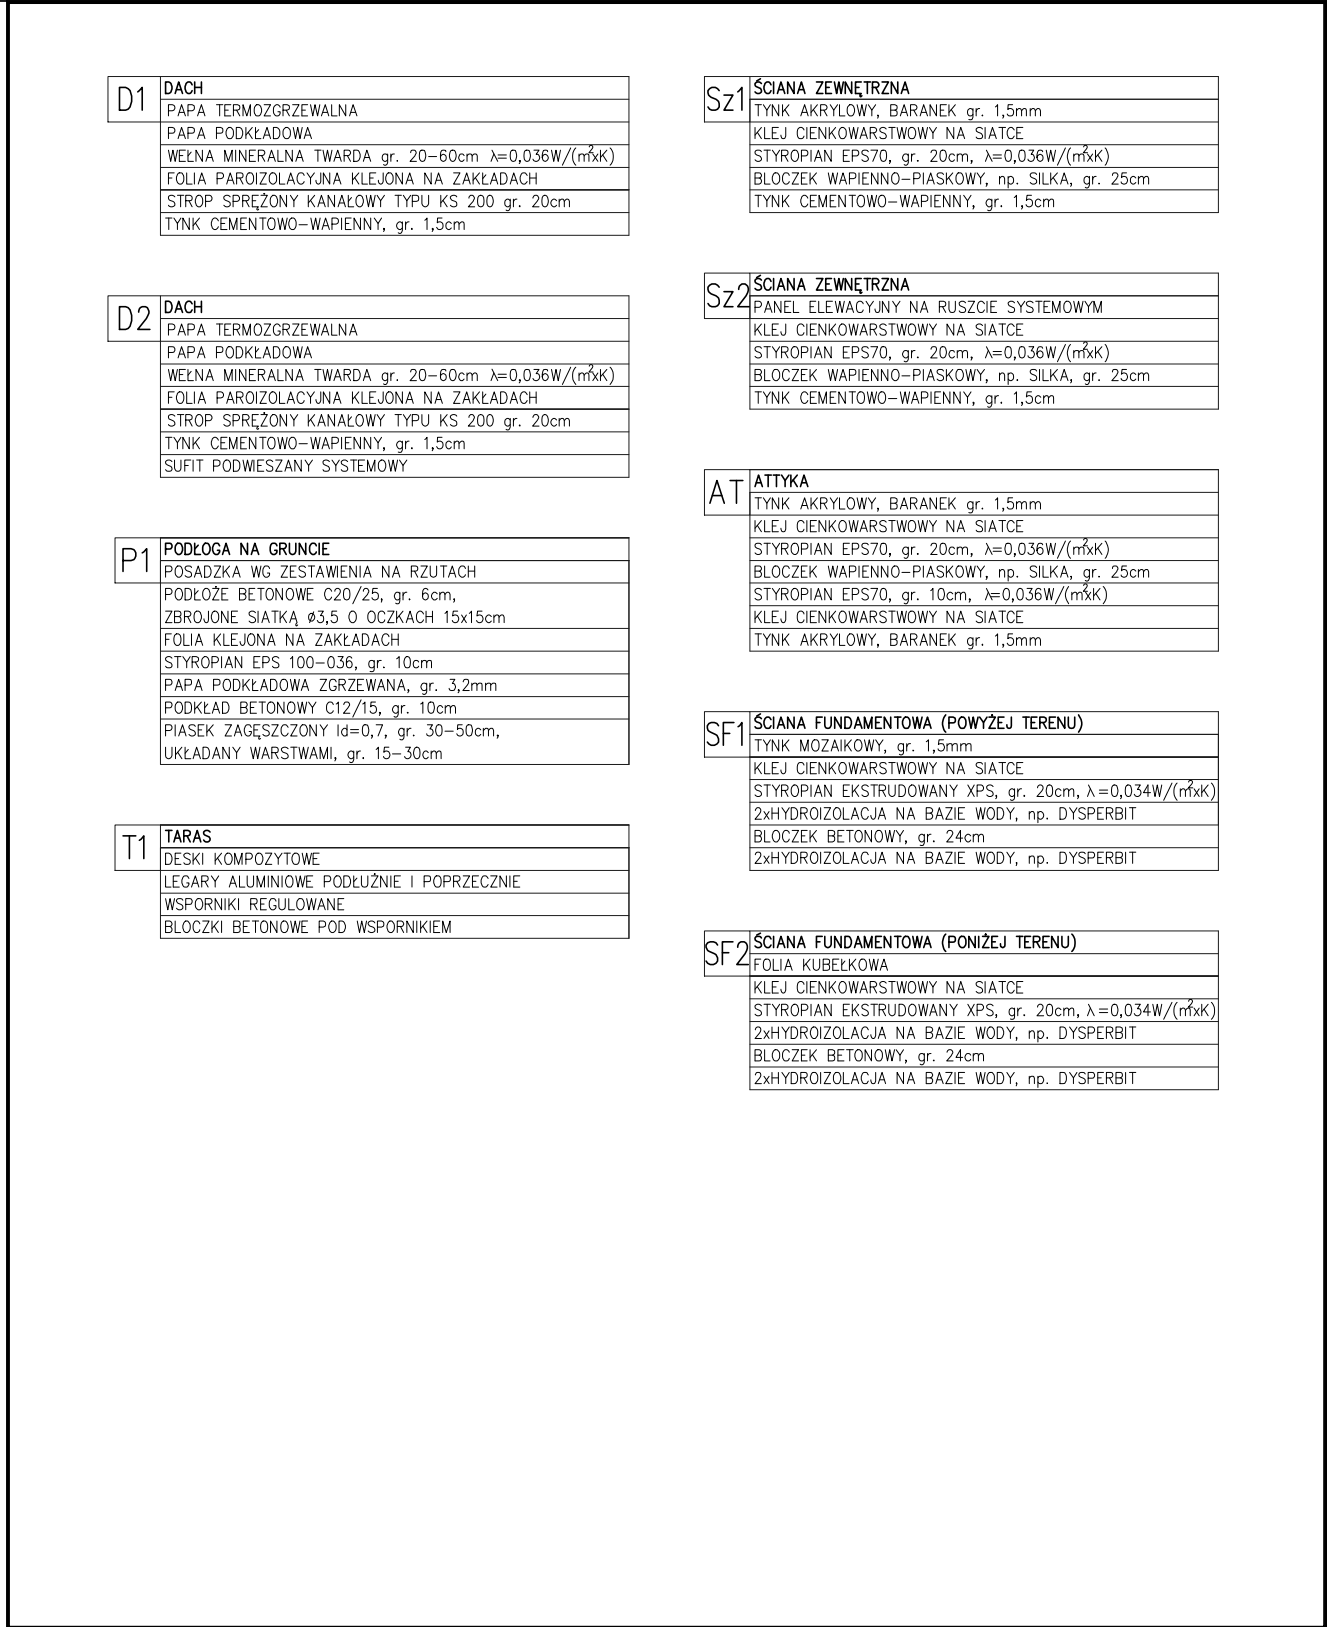 D1
DACH
PAPA TERMOZGRZEWALNA
PAPA PODKŁADOWA
WEŁNA MINERALNA TWARDA gr. 20-60cm λ=0,036W/(m²xK)
FOLIA PAROIZOLACYJNA KLEJONA NA ZAKŁADACH
STROP SPRĘŻONY KANAŁOWY TYPU KS 200 gr. 20cm
TYNK CEMENTOWO-WAPIENNY, gr. 1,5cm
D2
DACH
PAPA TERMOZGRZEWALNA
PAPA PODKŁADOWA
WEŁNA MINERALNA TWARDA gr. 20-60cm λ=0,036W/(m²xK)
FOLIA PAROIZOLACYJNA KLEJONA NA ZAKŁADACH
STROP SPRĘŻONY KANAŁOWY TYPU KS 200 gr. 20cm
TYNK CEMENTOWO-WAPIENNY, gr. 1,5cm
SUFIT PODWIESZANY SYSTEMOWY
P1
PODŁOGA NA GRUNCIE
POSADZKA WG ZESTAWIENIA NA RZUTACH
PODŁOŻE BETONOWE C20/25, gr. 6cm,
ZBROJONE SIATKĄ ø3,5 O OCZKACH 15x15cm
FOLIA KLEJONA NA ZAKŁADACH
STYROPIAN EPS 100-036, gr. 10cm
PAPA PODKŁADOWA ZGRZEWANA, gr. 3,2mm
PODKŁAD BETONOWY C12/15, gr. 10cm
PIASEK ZAGĘSZCZONY Id=0,7, gr. 30-50cm,
UKŁADANY WARSTWAMI, gr. 15-30cm
T1
TARAS
DESKI KOMPOZYTOWE
LEGARY ALUMINIOWE PODŁUŻNIE I POPRZECZNIE
WSPORNIKI REGULOWANE
BLOCZKI BETONOWE POD WSPORNIKIEM
Sz1
ŚCIANA ZEWNĘTRZNA
TYNK AKRYLOWY, BARANEK gr. 1,5mm
KLEJ CIENKOWARSTWOWY NA SIATCE
STYROPIAN EPS70, gr. 20cm, λ=0,036W/(m²xK)
BLOCZEK WAPIENNO-PIASKOWY, np. SILKA, gr. 25cm
TYNK CEMENTOWO-WAPIENNY, gr. 1,5cm
Sz2
ŚCIANA ZEWNĘTRZNA
PANEL ELEWACYJNY NA RUSZCIE SYSTEMOWYM
KLEJ CIENKOWARSTWOWY NA SIATCE
STYROPIAN EPS70, gr. 20cm, λ=0,036W/(m²xK)
BLOCZEK WAPIENNO-PIASKOWY, np. SILKA, gr. 25cm
TYNK CEMENTOWO-WAPIENNY, gr. 1,5cm
AT
ATTYKA
TYNK AKRYLOWY, BARANEK gr. 1,5mm
KLEJ CIENKOWARSTWOWY NA SIATCE
STYROPIAN EPS70, gr. 20cm, λ=0,036W/(m²xK)
BLOCZEK WAPIENNO-PIASKOWY, np. SILKA, gr. 25cm
STYROPIAN EPS70, gr. 10cm, λ=0,036W/(m²xK)
KLEJ CIENKOWARSTWOWY NA SIATCE
TYNK AKRYLOWY, BARANEK gr. 1,5mm
SF1
ŚCIANA FUNDAMENTOWA (POWYŻEJ TERENU)
TYNK MOZAIKOWY, gr. 1,5mm
KLEJ CIENKOWARSTWOWY NA SIATCE
STYROPIAN EKSTRUDOWANY XPS, gr. 20cm, λ=0,034W/(m²xK)
2xHYDROIZOLACJA NA BAZIE WODY, np. DYSPERBIT
BLOCZEK BETONOWY, gr. 24cm
2xHYDROIZOLACJA NA BAZIE WODY, np. DYSPERBIT
SF2
ŚCIANA FUNDAMENTOWA (PONIŻEJ TERENU)
FOLIA KUBEŁKOWA
KLEJ CIENKOWARSTWOWY NA SIATCE
STYROPIAN EKSTRUDOWANY XPS, gr. 20cm, λ=0,034W/(m²xK)
2xHYDROIZOLACJA NA BAZIE WODY, np. DYSPERBIT
BLOCZEK BETONOWY, gr. 24cm
2xHYDROIZOLACJA NA BAZIE WODY, np. DYSPERBIT